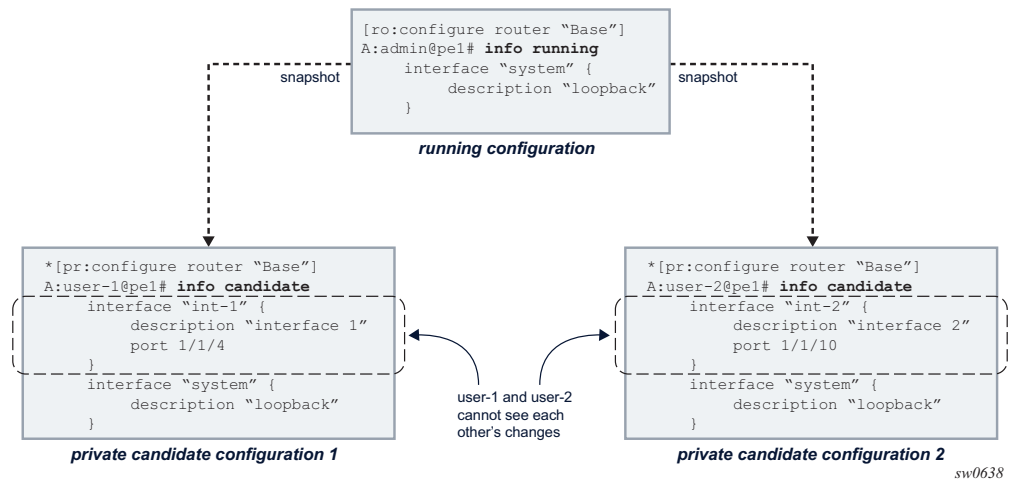 [ro:configure router “Base”]
A:admin@pe1# info running
interface “system” {
description “loopback”
}
snapshot
snapshot
running configuration
*[pr:configure router “Base”]
A:user-1@pe1# info candidate
interface “int-1” {
description “interface 1”
port 1/1/4
}
interface “system” {
description “loopback”
}
private candidate configuration 1
user-1 and user-2
cannot see each
other’s changes
*[pr:configure router “Base”]
A:user-2@pe1# info candidate
interface “int-2” {
description “interface 2”
port 1/1/10
}
interface “system” {
description “loopback”
}
private candidate configuration 2
sw0638